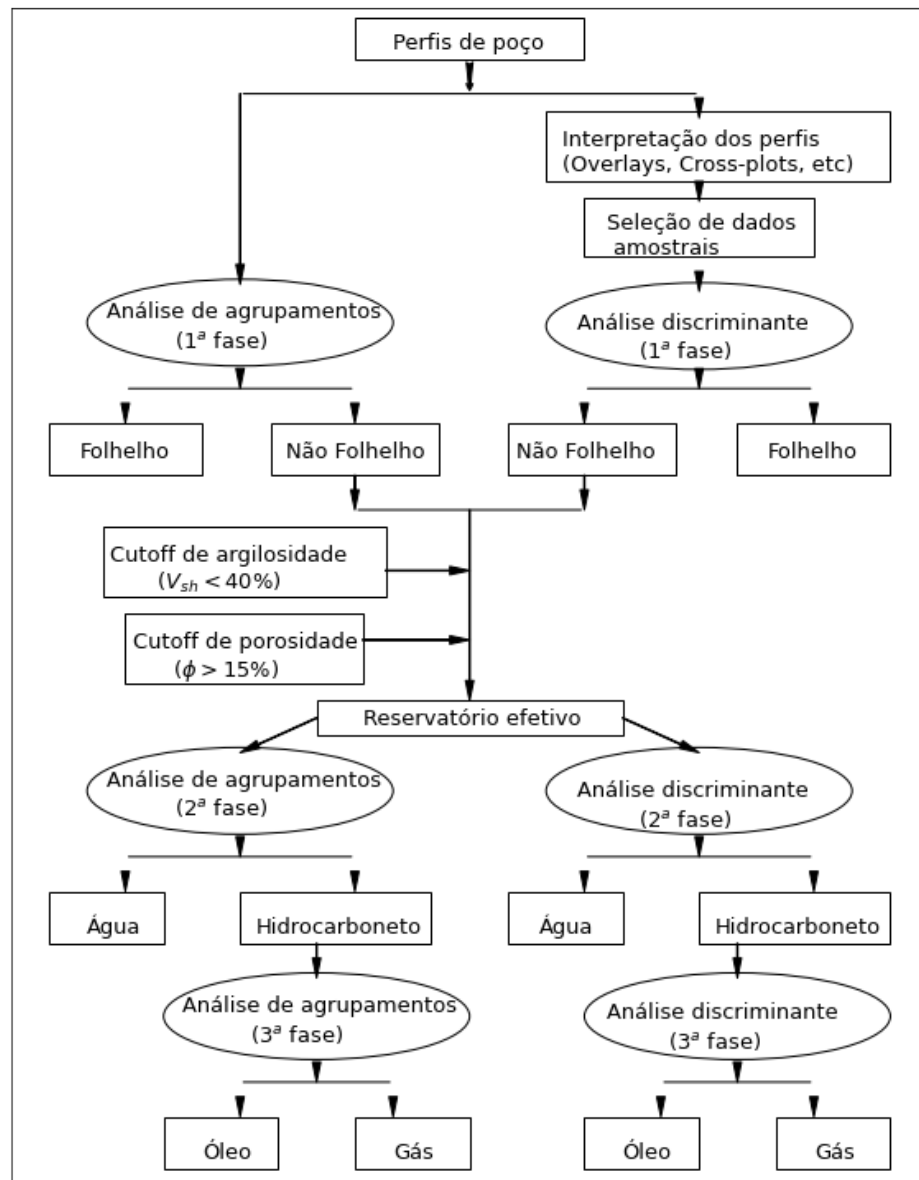 Perfis de poço
Interpretação dos perfis
(Overlays, Cross-plots, etc)
Seleção de dados
amostrais
Análise de agrupamentos
(1ª fase)
Análise discriminante
(1ª fase)
Folhelho
Não Folhelho
Não Folhelho
Folhelho
Cutoff de argilosidade
(V_{sh} < 40%)
Cutoff de porosidade
(ϕ > 15%)
Reservatório efetivo
Análise de agrupamentos
(2ª fase)
Análise discriminante
(2ª fase)
Água
Hidrocarboneto
Água
Hidrocarboneto
Análise de agrupamentos
(3ª fase)
Análise discriminante
(3ª fase)
Óleo
Gás
Óleo
Gás